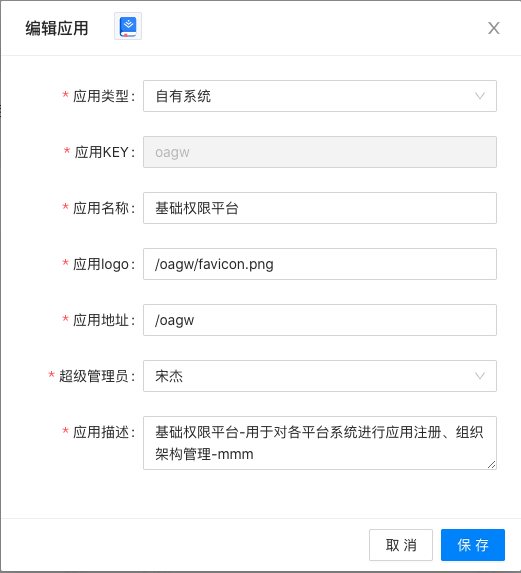 编辑应用
* 应用类型: 自有系统
* 应用KEY: oagw
* 应用名称: 基础权限平台
* 应用logo: /oagw/favicon.png
* 应用地址: /oagw
* 超级管理员: 宋杰
* 应用描述: 基础权限平台-用于对各平台系统进行应用注册、组织
架构管理-mmm
取 消 保 存